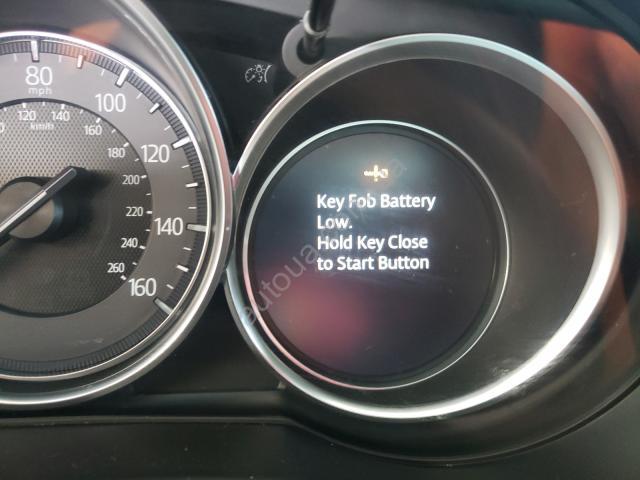 80
mph
100
120
140
160
120 140 160
km/h
180
200
220
240
260
Key Fob Battery
Low.
Hold Key Close
to Start Button